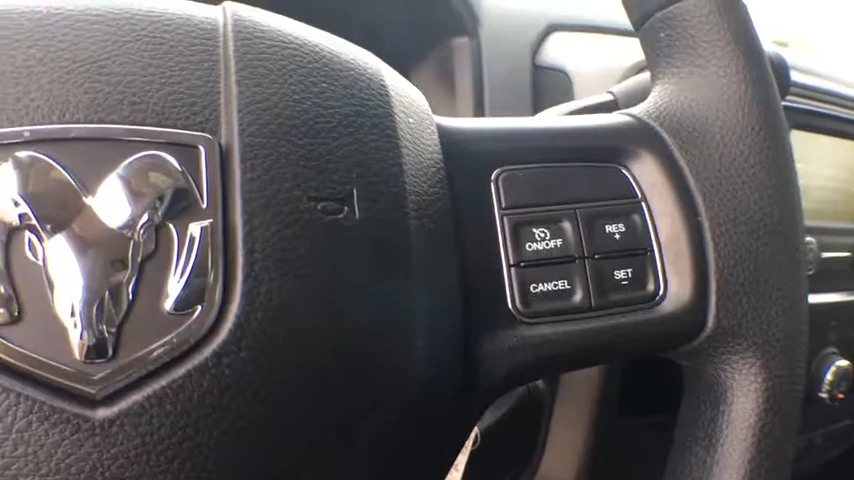 ON/OFF
RES
+
CANCEL
SET
-